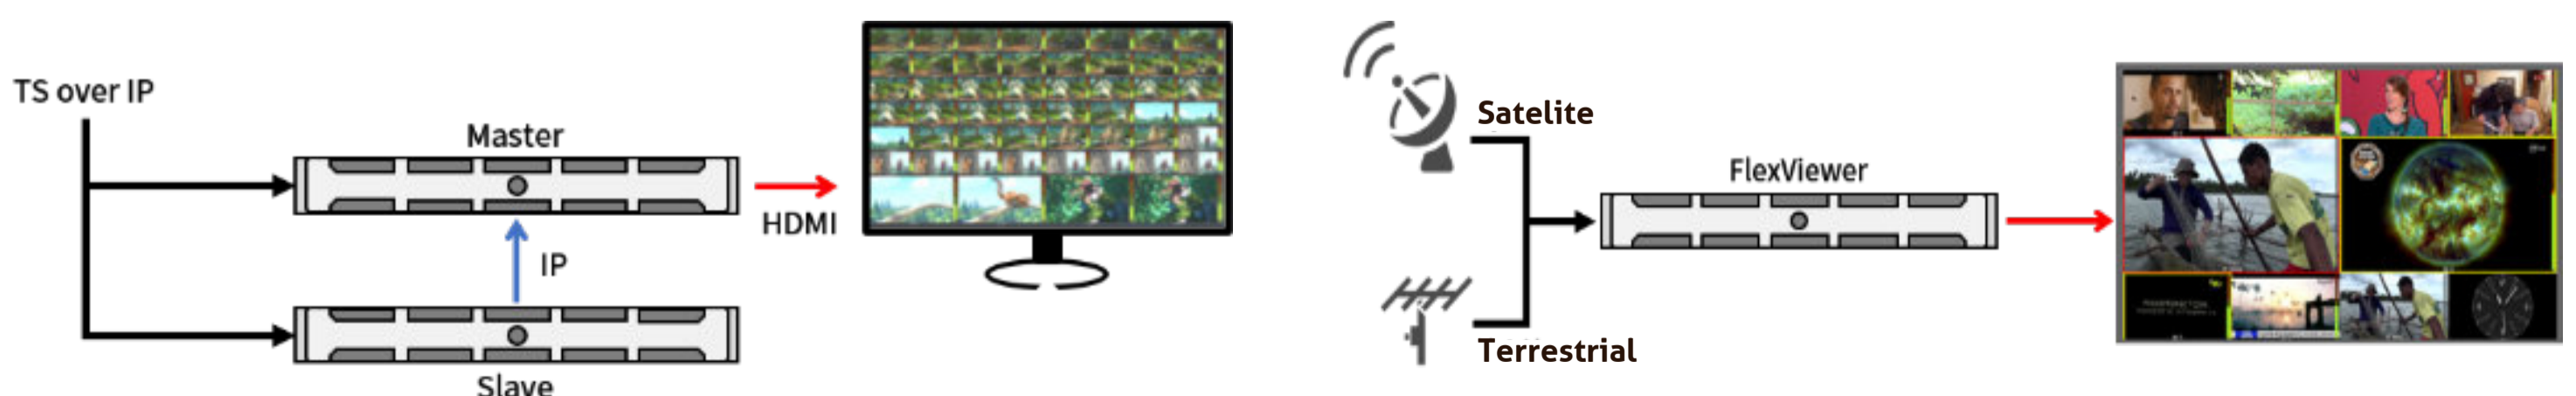 TS over IP
Master
HDMI
IP
Slave
Satelite
FlexViewer
Terrestrial